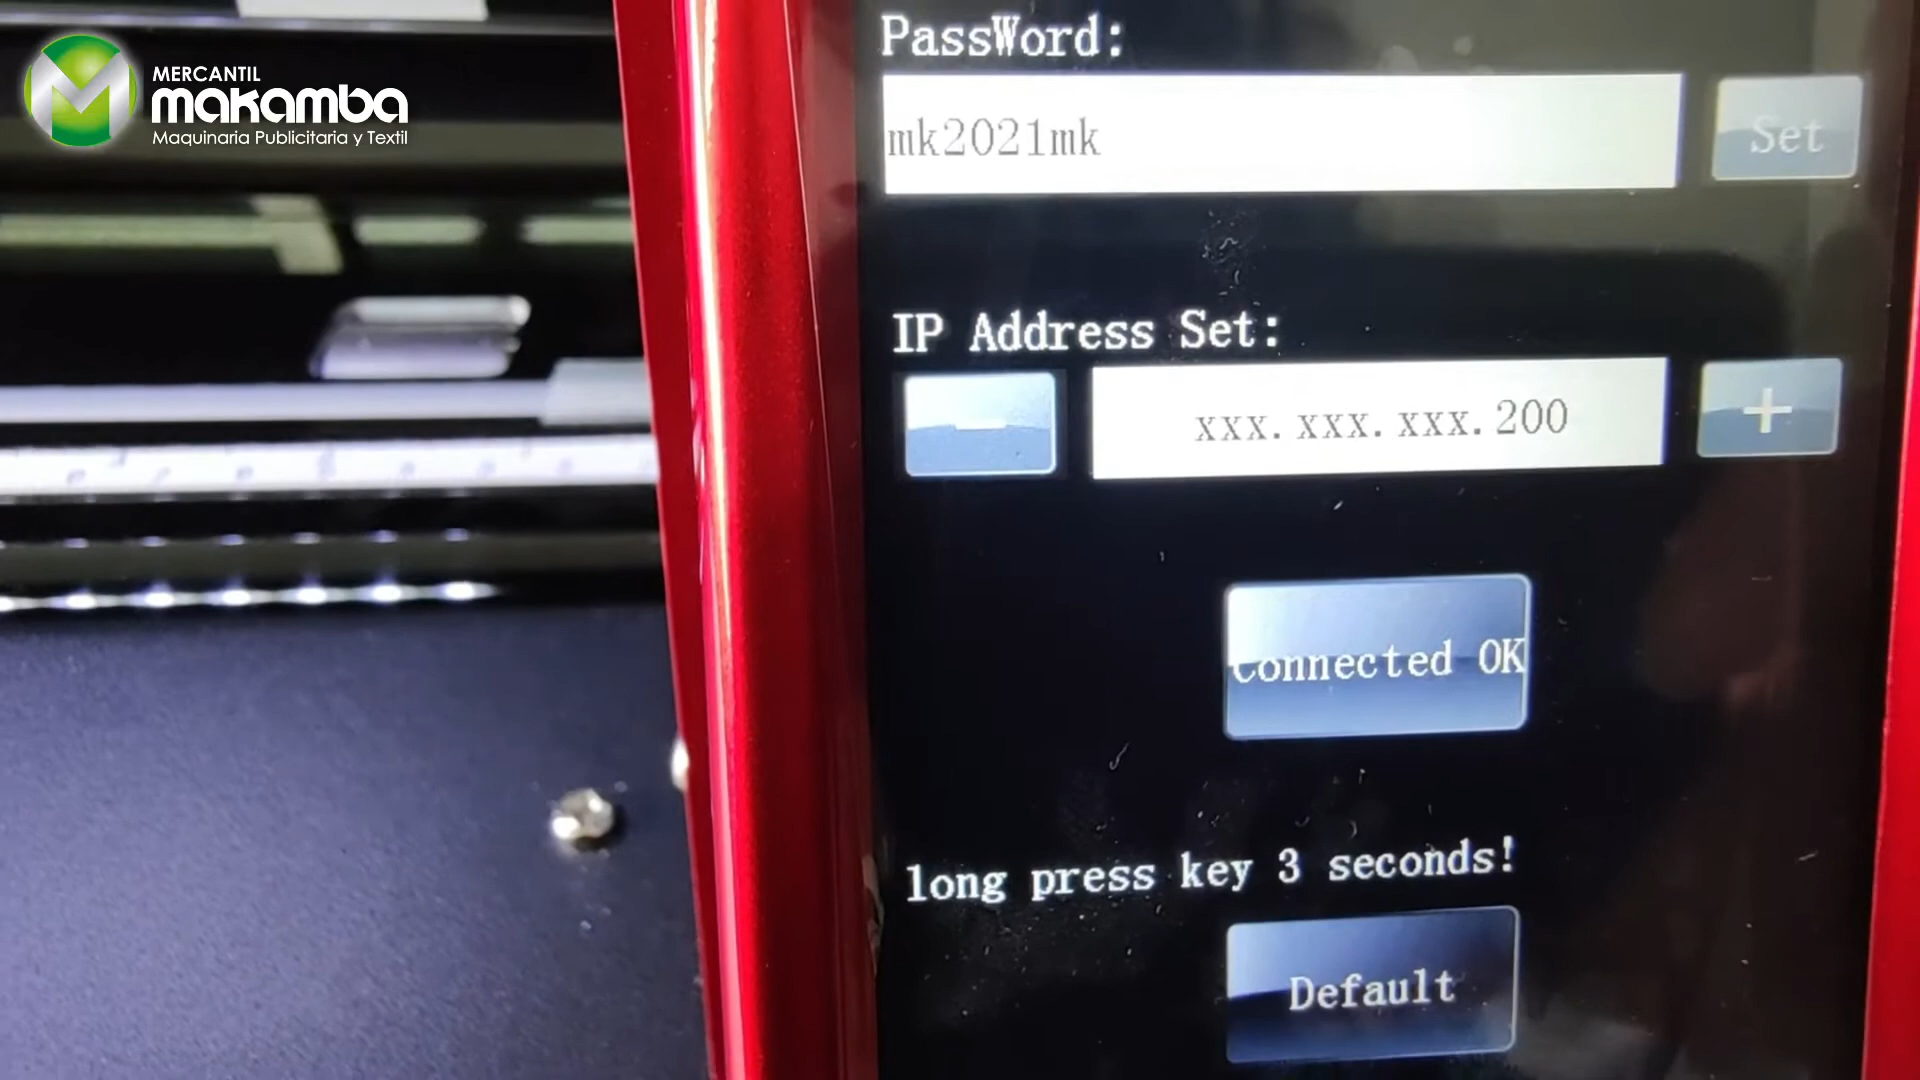 MERCANTIL
makamba
Maquinaria Publicitaria y Textil
PassWord:
mk2021mk
Set
IP Address Set:
-
xxx.xxx.xxx.200
+
Connected OK
long press key 3 seconds!
Default